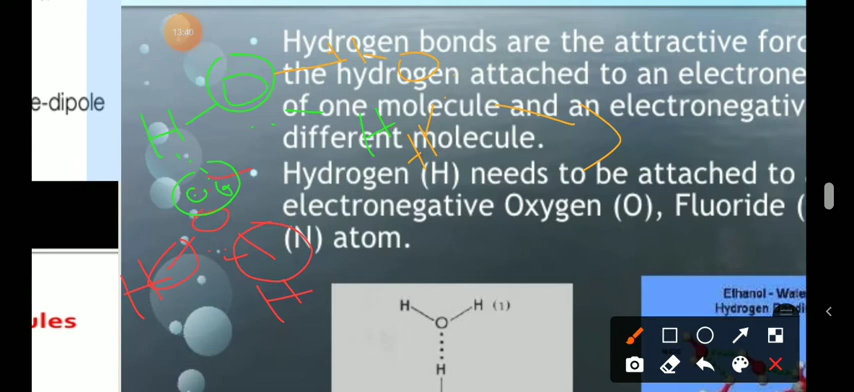 13:40
Hydrogen bonds are the attractive forc
the hydrogen attached to an electrone
e-dipole
of one molecule and an electronegativ
different molecule.
Hydrogen (H) needs to be attached to
electronegative Oxygen (O), Fluoride (
(N) atom.
ules
H H (1)
O
H
Ethanol - Wate
Hydrogen
H O H
H
H
H